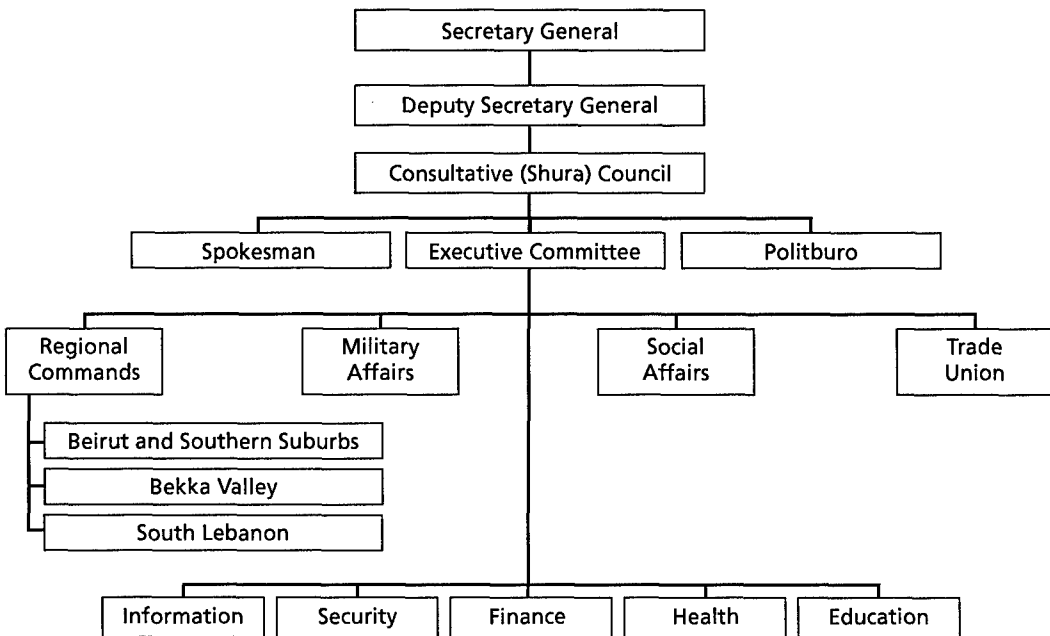 Secretary General
Deputy Secretary General
Consultative (Shura) Council
Spokesman
Executive Committee
Politburo
Regional
Commands
Military
Affairs
Social
Affairs
Trade
Union
Beirut and Southern Suburbs
Bekka Valley
South Lebanon
Information
Security
Finance
Health
Education